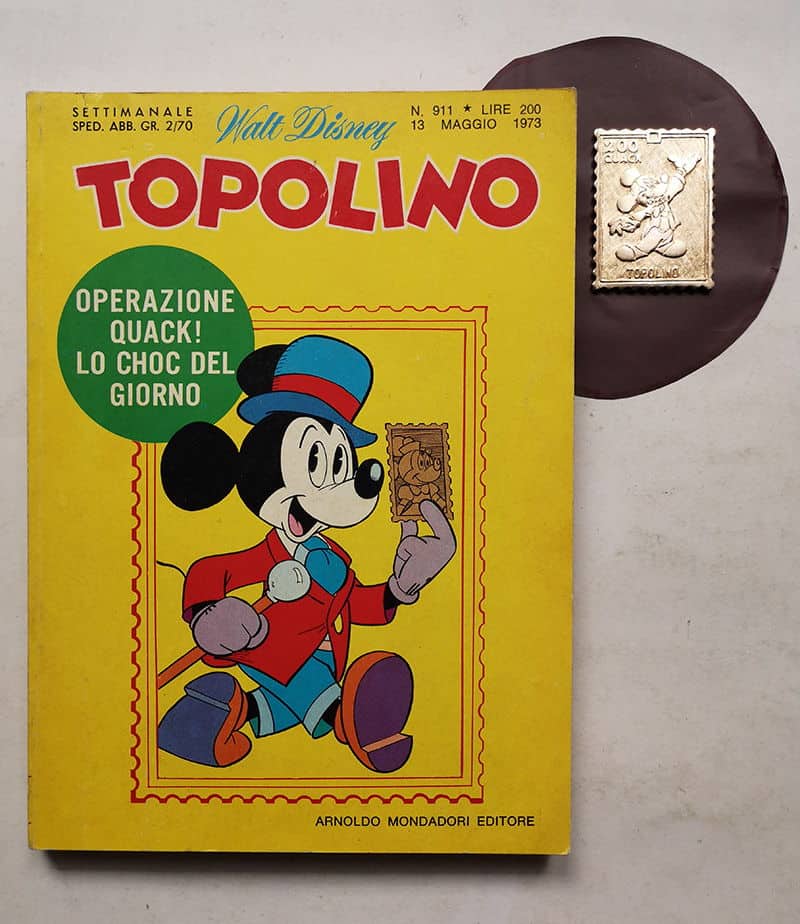 SETTIMANALE
SPED. ABB. GR. 2/70
Walt Disney
N. 911 ★ LIRE 200
13 MAGGIO 1973
TOPOLINO
OPERAZIONE
QUACK!
LO CHOC DEL
GIORNO
ARNOLDO MONDADORI EDITORE
QUACK
TOPOLINO